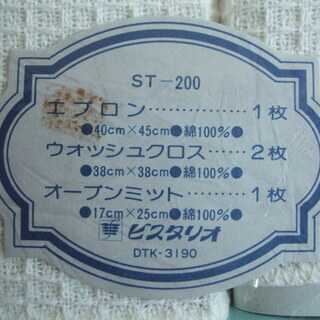 ST-200
エプロン……………1枚
●40cm×45cm●綿100%●
ウオッシュクロス……2枚
●38cm×38cm●綿100%●
オーブンミット………1枚
●17cm×25cm●綿100%●
ビスタリオ
DTK-3190